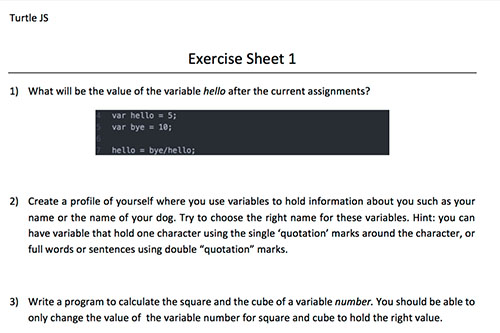 Turtle JS
Exercise Sheet 1
1) What will be the value of the variable hello after the current assignments?
4 var hello = 5;
5 var bye = 10;
6
7 hello = bye/hello;
2) Create a profile of yourself where you use variables to hold information about you such as your
name or the name of your dog. Try to choose the right name for these variables. Hint: you can
have variable that hold one character using the single ‘quotation’ marks around the character, or
full words or sentences using double “quotation” marks.
3) Write a program to calculate the square and the cube of a variable number. You should be able to
only change the value of the variable number for square and cube to hold the right value.